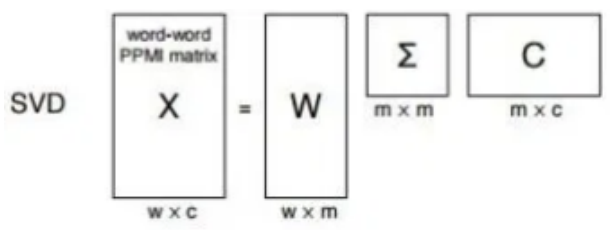 word-word
PPMI matrix
SVD
X
=
W
Σ
C
w × c
w × m
m × m
m × c